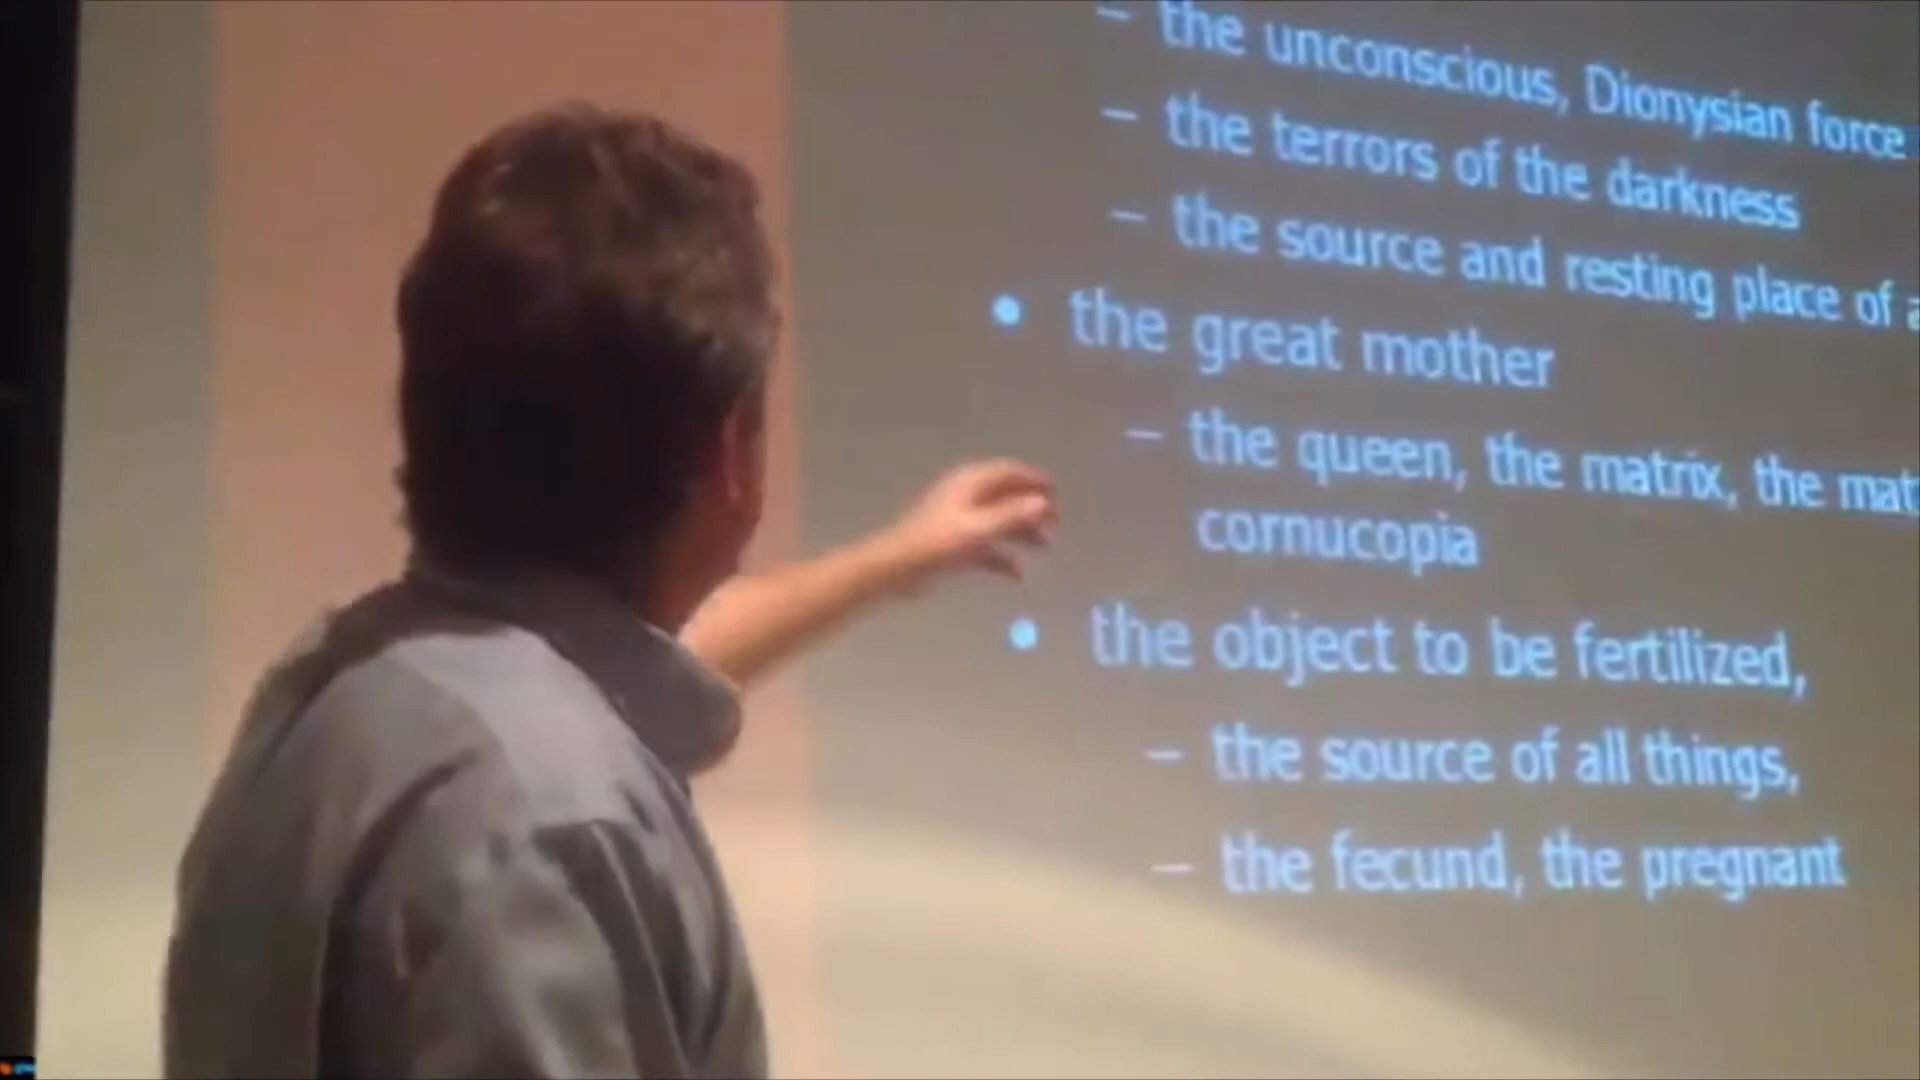 – the unconscious, Dionysian force
– the terrors of the darkness
– the source and resting place of
• the great mother
– the queen, the matrix, the
cornucopia
• the object to be fertilized,
– the source of all things,
– the fecund, the pregnant